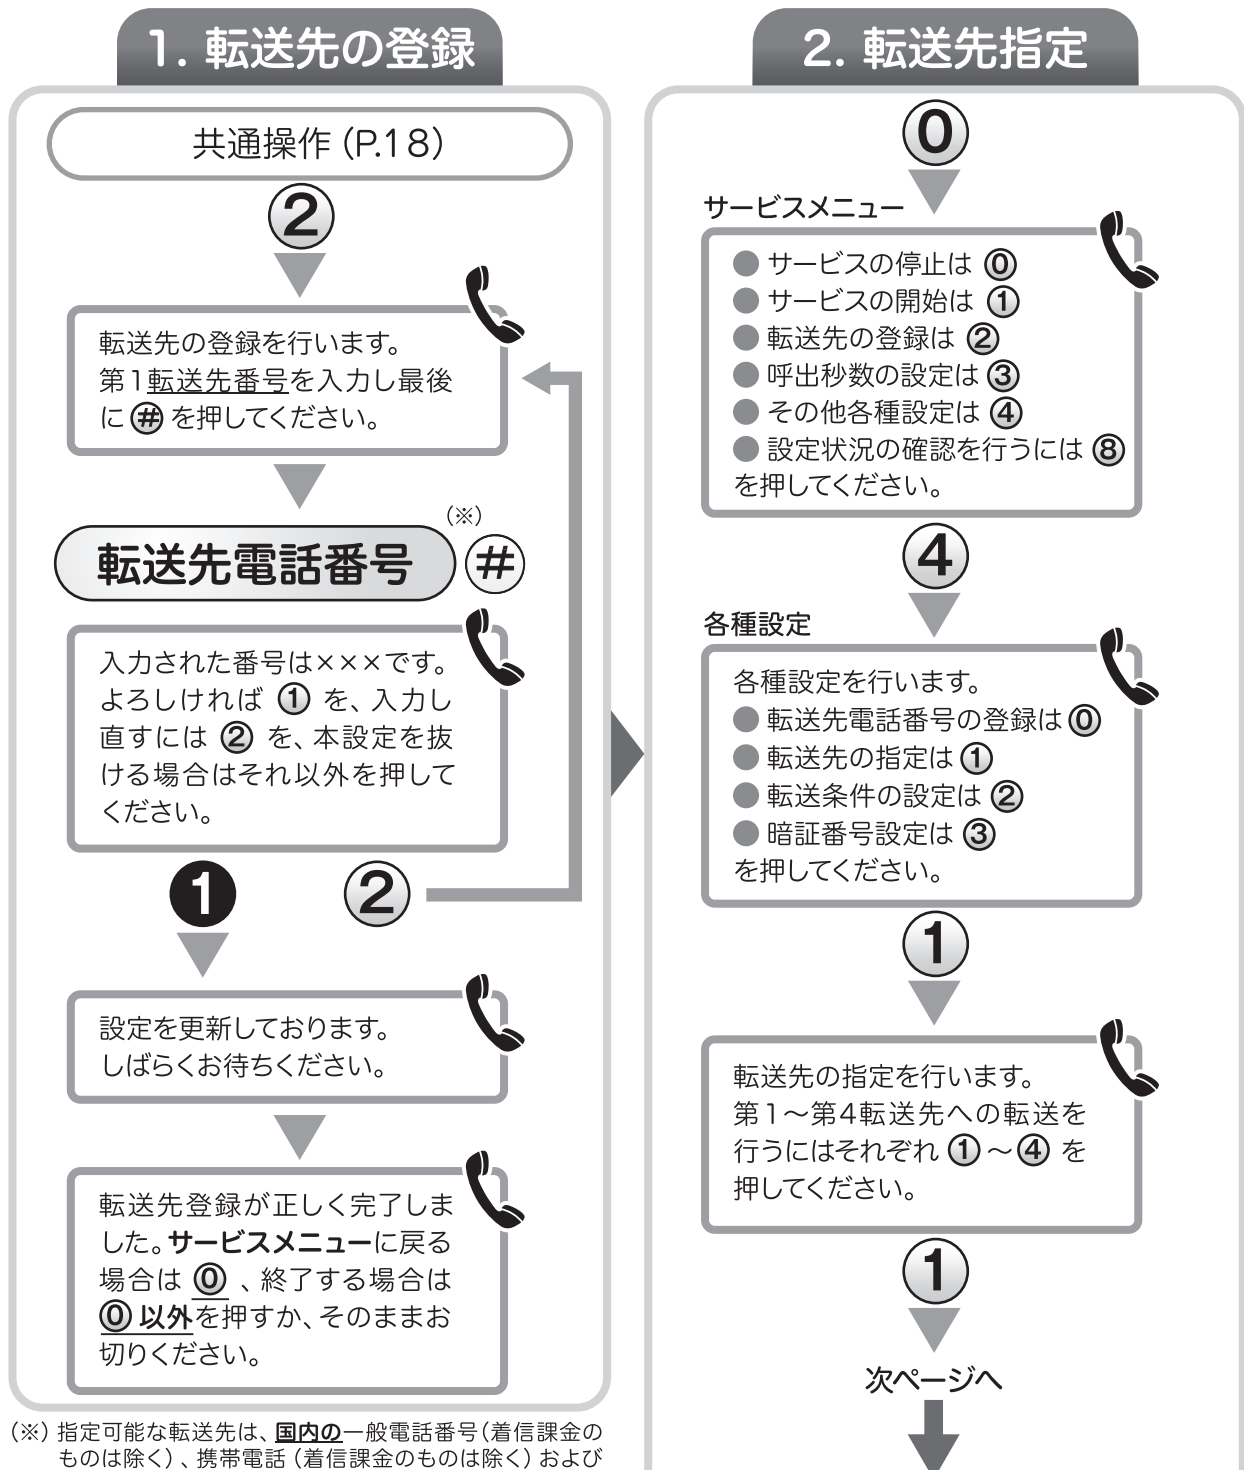 1. 転送先の登録
共通操作（P.18）
②
転送先の登録を行います。
第1転送先番号を入力し最後
に # を押してください。
（※）
転送先電話番号 #
入力された番号は×××です。
よろしければ ① を、入力し
直すには ② を、本設定を抜
ける場合はそれ以外を押して
ください。
❶ ②
設定を更新しております。
しばらくお待ちください。
転送先登録が正しく完了しま
した。サービスメニューに戻る
場合は ⓪ 、終了する場合は
⓪ 以外を押すか、そのままお
切りください。
（※）指定可能な転送先は、国内の一般電話番号（着信課金の
ものは除く）、携帯電話（着信課金のものは除く）および
2. 転送先指定
⓪
サービスメニュー
● サービスの停止は ⓪
● サービスの開始は ①
● 転送先の登録は ②
● 呼出秒数の設定は ③
● その他各種設定は ④
● 設定状況の確認を行うには ⑧
を押してください。
④
各種設定
各種設定を行います。
● 転送先電話番号の登録は ⓪
● 転送先の指定は ①
● 転送条件の設定は ②
● 暗証番号設定は ③
を押してください。
①
転送先の指定を行います。
第1～第4転送先への転送を
行うにはそれぞれ ①～④ を
押してください。
①
次ページへ